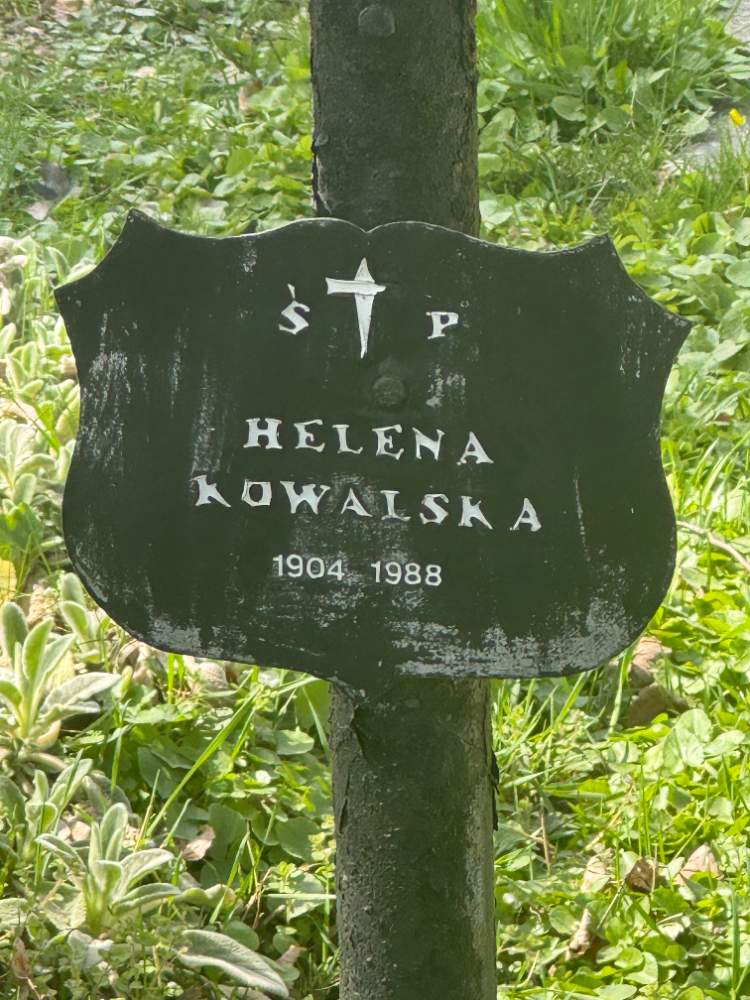 Ś P
HELENA
KOWALSKA
1904 1988